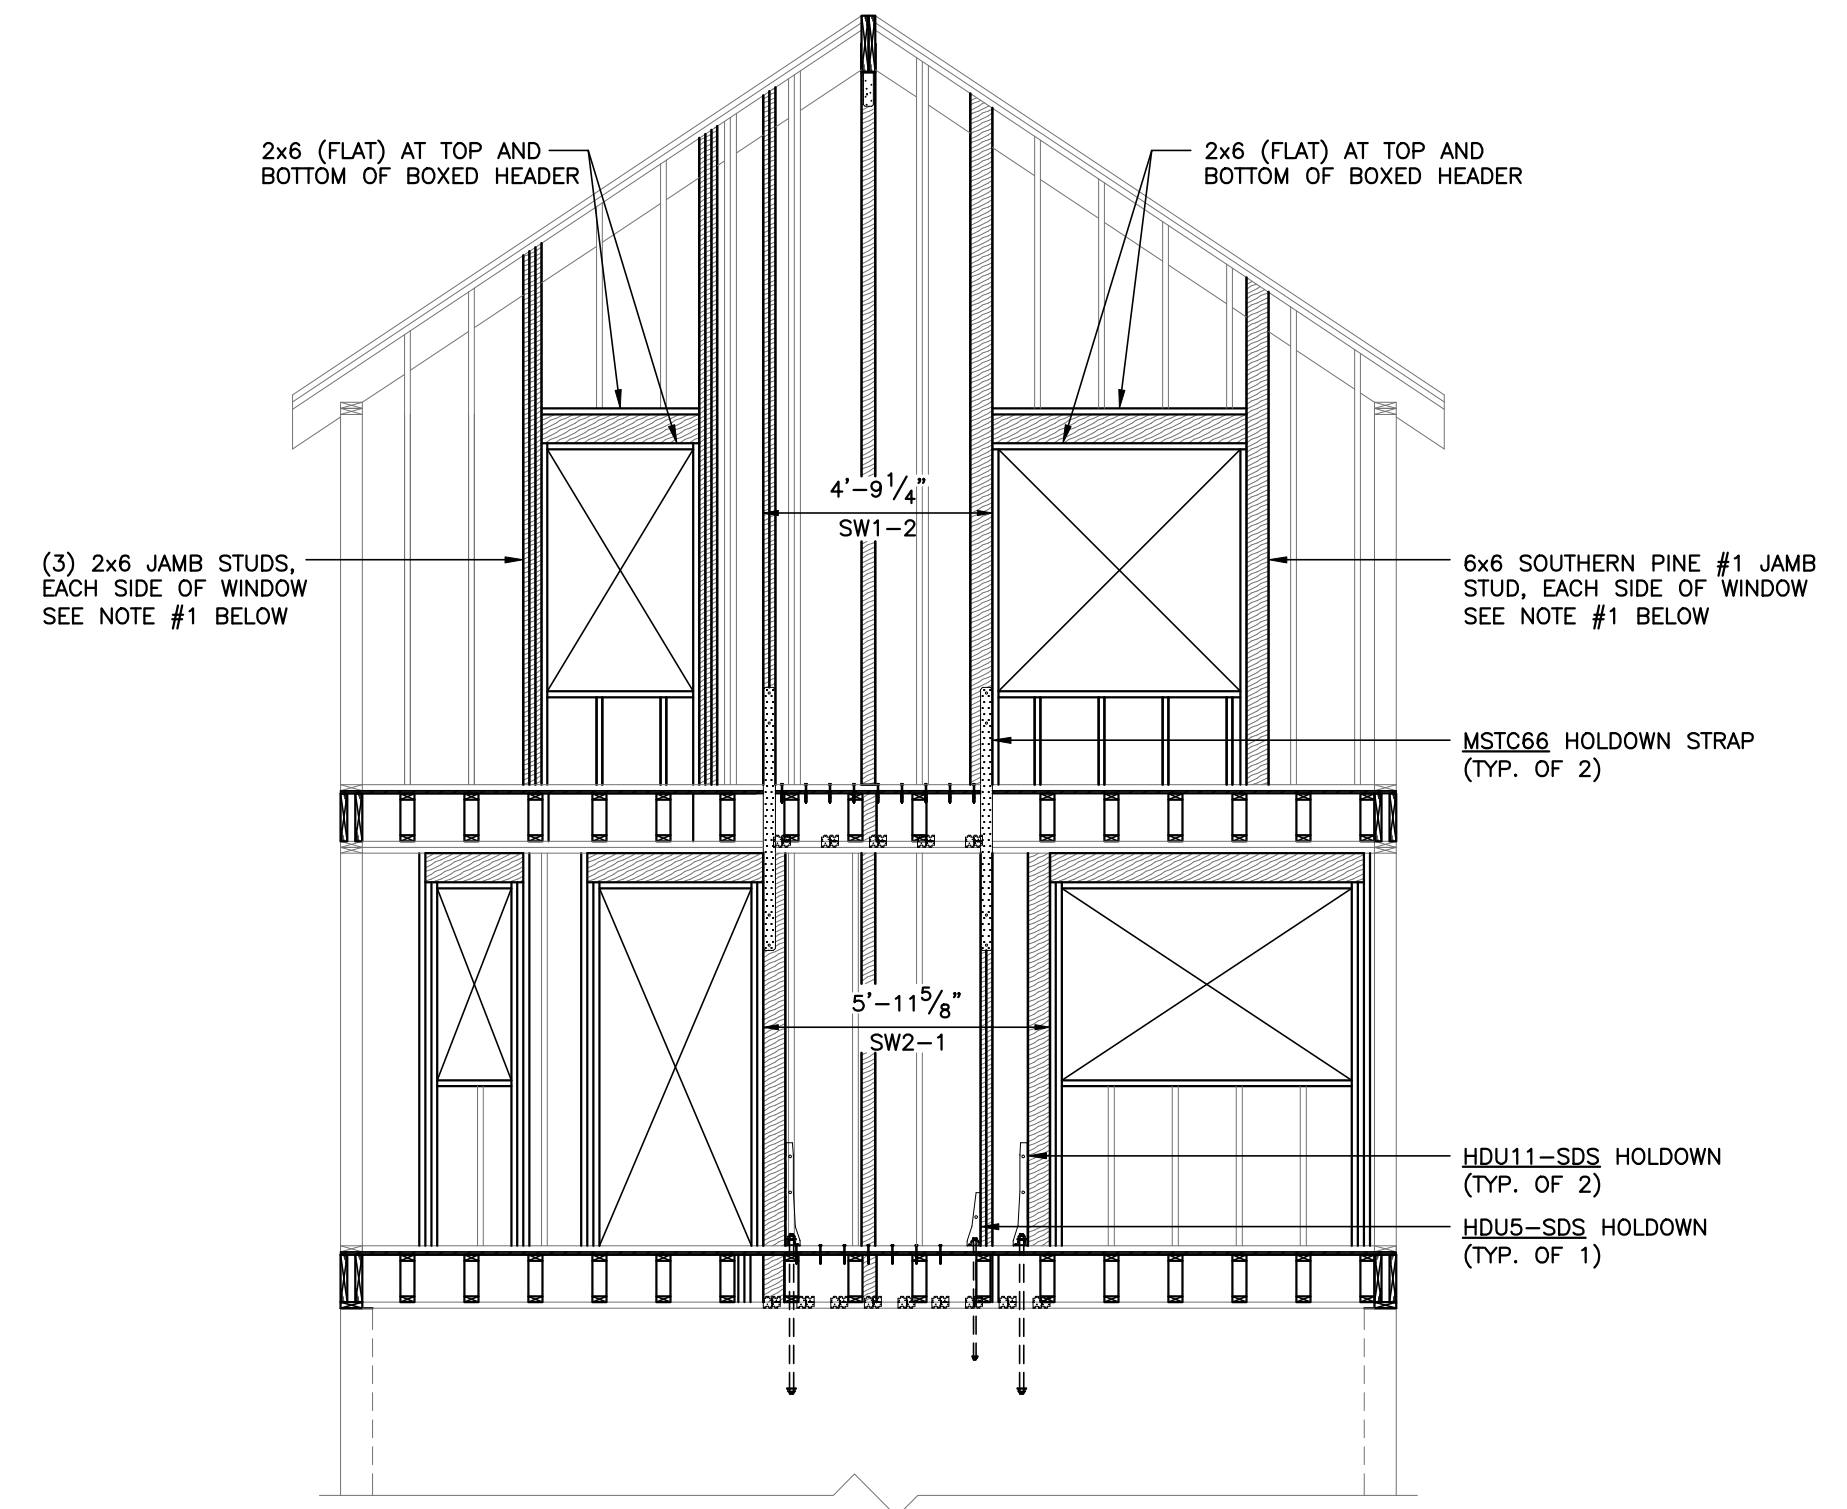 2x6 (FLAT) AT TOP AND
BOTTOM OF BOXED HEADER
2x6 (FLAT) AT TOP AND
BOTTOM OF BOXED HEADER
4'-9 1/4"
SW1-2
(3) 2x6 JAMB STUDS,
EACH SIDE OF WINDOW
SEE NOTE #1 BELOW
6x6 SOUTHERN PINE #1 JAMB
STUD, EACH SIDE OF WINDOW
SEE NOTE #1 BELOW
MSTC66 HOLDOWN STRAP
(TYP. OF 2)
5'-11 5/8"
SW2-1
HDU11-SDS HOLDOWN
(TYP. OF 2)
HDU5-SDS HOLDOWN
(TYP. OF 1)